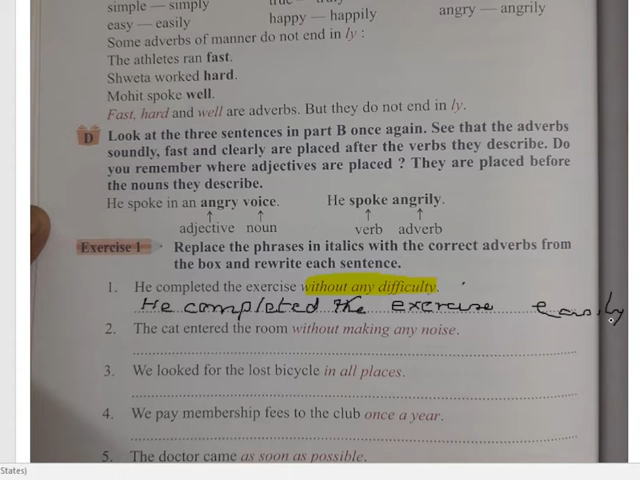 simple — simply
easy — easily
happy — happily
angry — angrily
Some adverbs of manner do not end in ly :
The athletes ran fast.
Shweta worked hard.
Mohit spoke well.
Fast, hard and well are adverbs. But they do not end in ly.
D Look at the three sentences in part B once again. See that the adverbs
soundly, fast and clearly are placed after the verbs they describe. Do
you remember where adjectives are placed ? They are placed before
the nouns they describe.
He spoke in an angry voice. He spoke angrily.
adjective noun verb adverb
Exercise 1 Replace the phrases in italics with the correct adverbs from
the box and rewrite each sentence.
1. He completed the exercise without any difficulty.
He completed the exercise easily
2. The cat entered the room without making any noise.
3. We looked for the lost bicycle in all places.
4. We pay membership fees to the club once a year.
5. The doctor came as soon as possible.
States)